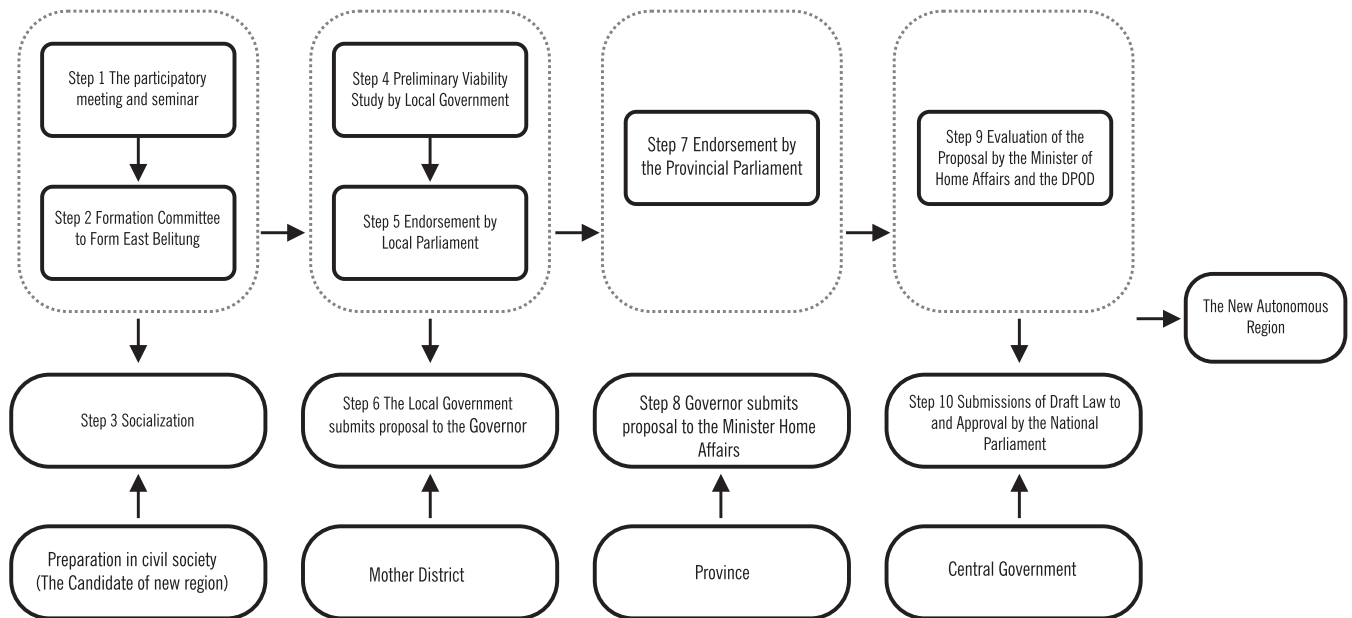 Step 1 The participatory
meeting and seminar
Step 2 Formation Committee
to Form East Belitung
Step 3 Socialization
Preparation in civil society
(The Candidate of new region)
Step 4 Preliminary Viability
Study by Local Government
Step 5 Endorsement by
Local Parliament
Step 6 The Local Government
submits proposal to the Governor
Mother District
Step 7 Endorsement by
the Provincial Parliament
Step 8 Governor submits
proposal to the Minister Home
Affairs
Province
Step 9 Evaluation of the
Proposal by the Minister of
Home Affairs and the DPOD
Step 10 Submissions of Draft Law to
and Approval by the National
Parliament
Central Government
The New Autonomous
Region